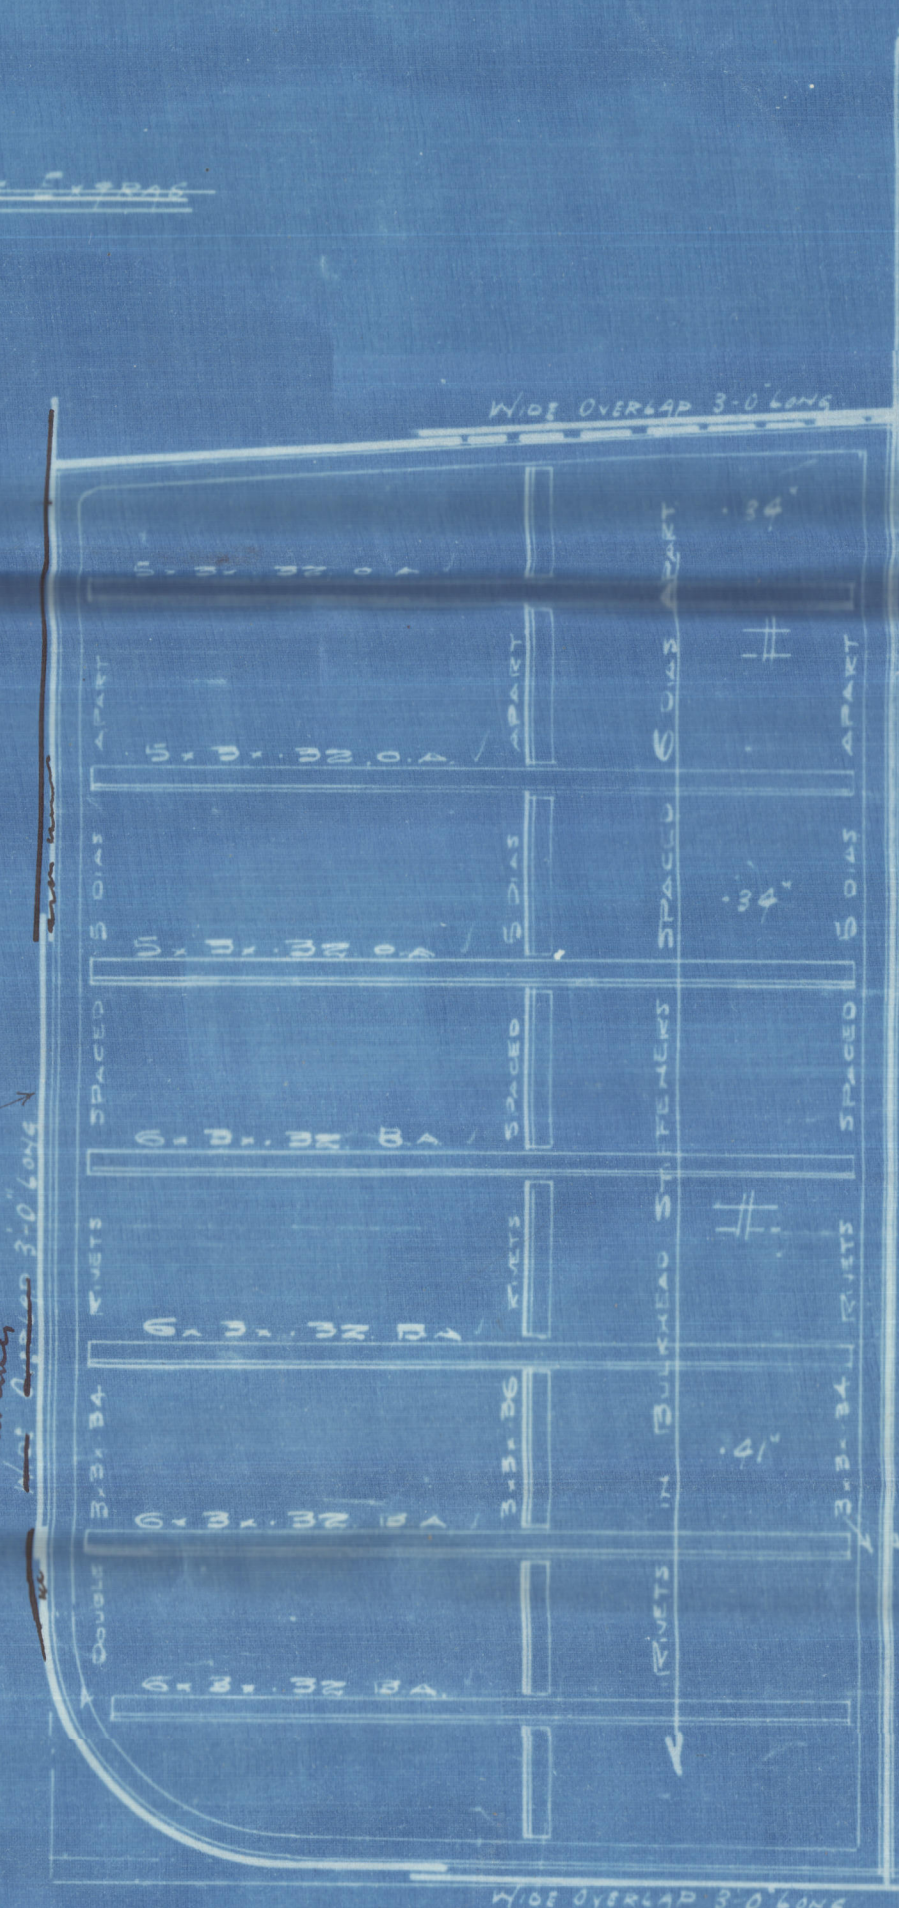 WIDE OVERLAP 3-0" LONG
·34"
5 x 3 x ·32 O.A.
5 x 3 x ·32 O.A.
·34"
5 x 3 x ·32 O.A.
6 x 3 x ·32 B.A.
6 x 3 x ·32 B.A.
·41"
6 x 3 x ·32 B.A.
6 x 3 x ·32 B.A.
DOUBLE 3 x 3 x 34 RIVETS SPACED 5 DIAS APART
3 x 3 x 36 RIVETS SPACED 5 DIAS APART
RIVETS IN BULKHEAD STIFFENERS SPACED 6 DIAS APART
3 x 3 x 34 RIVETS SPACED 5 DIAS APART
3-0" LONG
WIDE OVERLAP 3-0" LONG